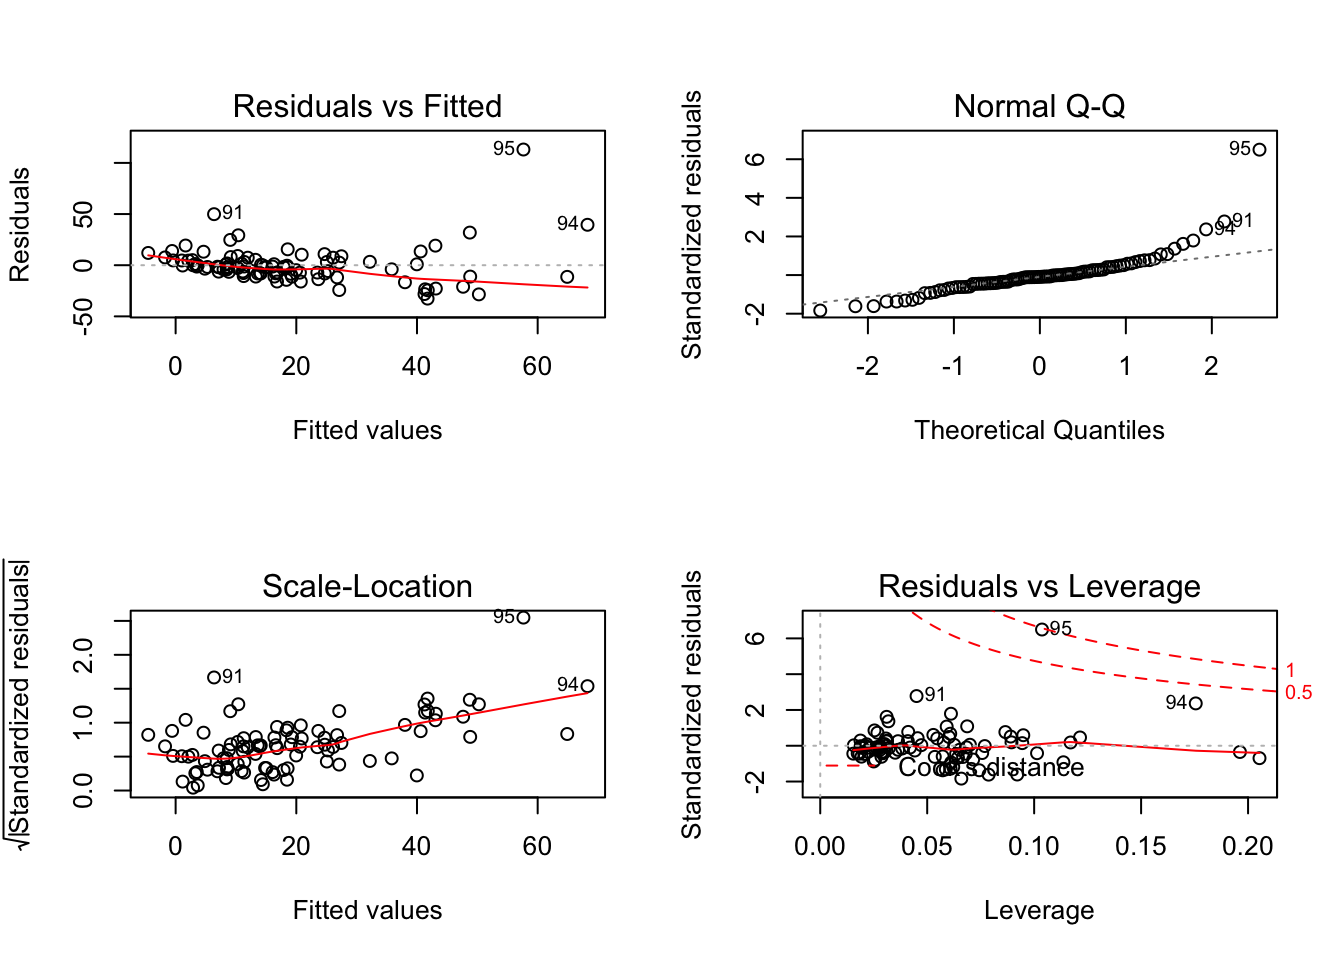 Residuals vs Fitted
Residuals
-50 0 50
95
91
94
0 20 40 60
Fitted values
Normal Q-Q
Standardized residuals
-2 2 4 6
95
91
94
-2 -1 0 1 2
Theoretical Quantiles
Scale-Location
√|Standardized residuals|
0.0 1.0 2.0
95
91
94
0 20 40 60
Fitted values
Residuals vs Leverage
Standardized residuals
-2 2 6
95
91
94
1
0.5
Cook's distance
0.00 0.05 0.10 0.15 0.20
Leverage